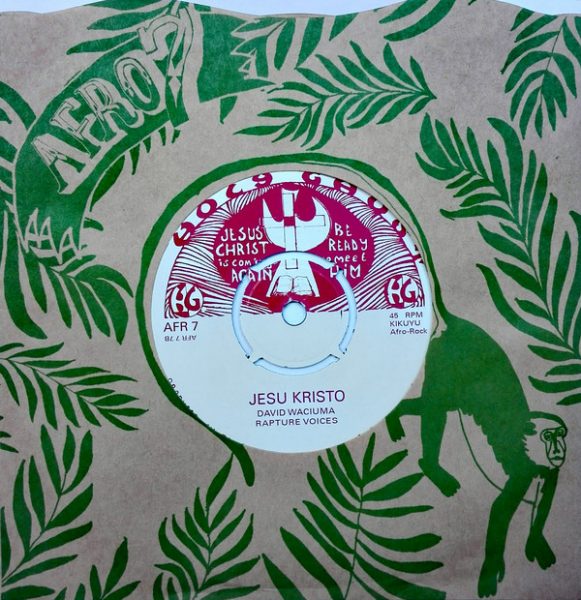 AFRO7
HOLY GHOST
JESUS
CHRIST
is comin
AGAIN
BE
READY
to meet
HIM
HG
HG
AFR 7
AFR 7 7B
45 RPM
KIKUYU
Afro-Rock
JESU KRISTO
DAVID WACIUMA
RAPTURE VOICES